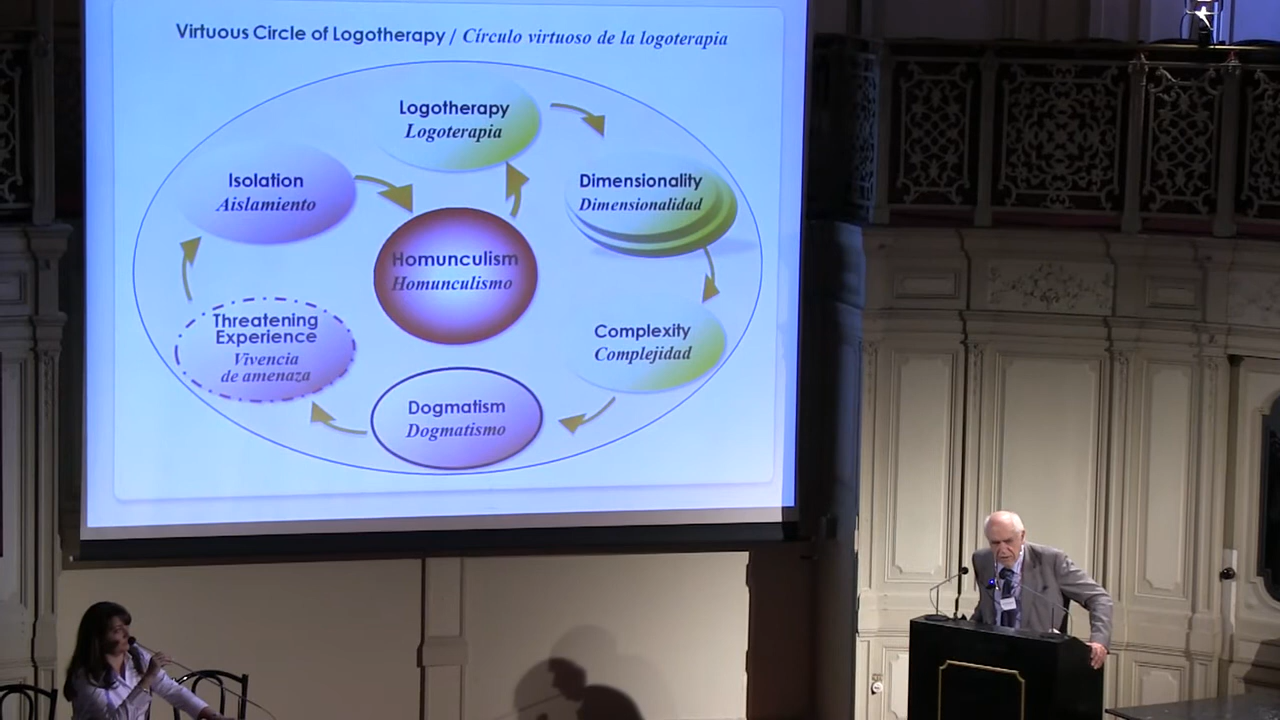 Virtuous Circle of Logotherapy / Círculo virtuoso de la logoterapia
Logotherapy
Logoterapia
Isolation
Aislamiento
Dimensionality
Dimensionalidad
Homunculism
Homunculismo
Threatening
Experience
Vivencia
de amenaza
Complexity
Complejidad
Dogmatism
Dogmatismo